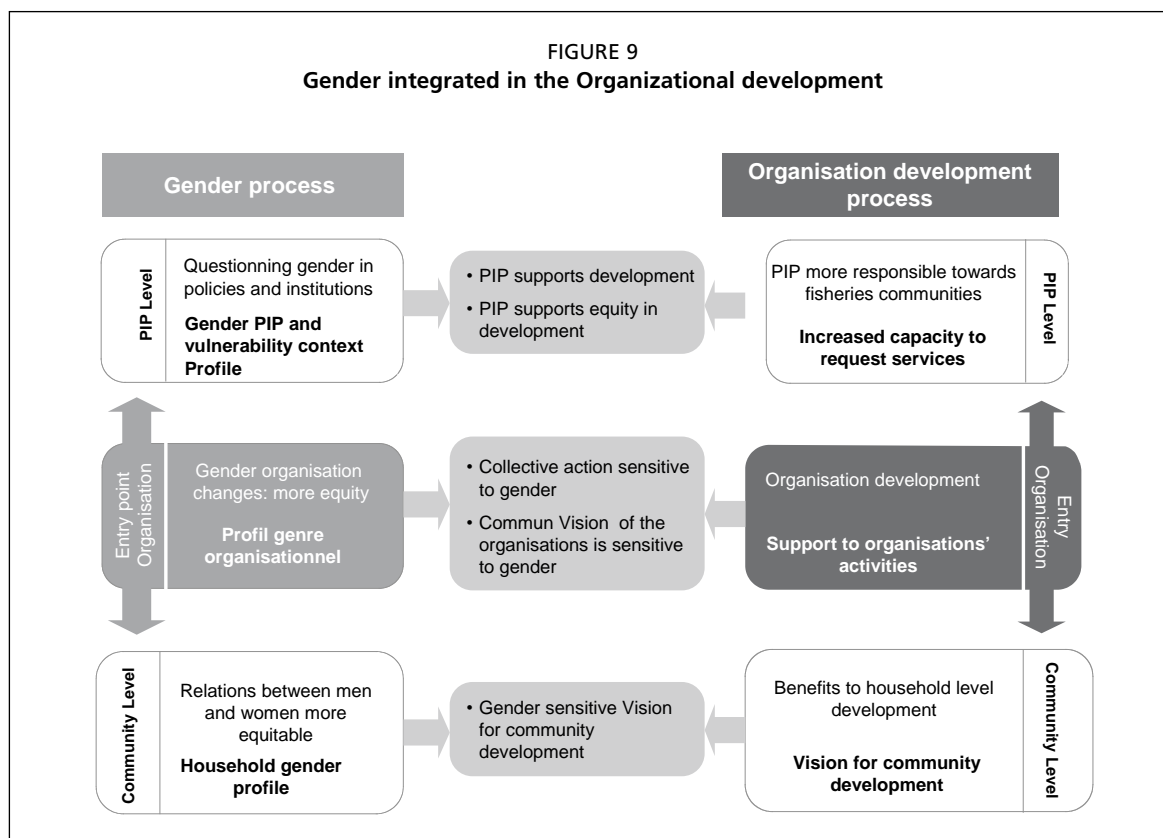 FIGURE 9
Gender integrated in the Organizational development
Gender process
Organisation development
process
PIP Level
Questionning gender in
policies and institutions
Gender PIP and
vulnerability context
Profile
• PIP supports development
• PIP supports equity in
development
PIP more responsible towards
fisheries communities
Increased capacity to
request services
PIP Level
Entry point
Organisation
Gender organisation
changes: more equity
Profil genre
organisationnel
• Collective action sensitive
to gender
• Commun Vision of the
organisations is sensitive
to gender
Organisation development
Support to organisations'
activities
Entry
Organisation
Community Level
Relations between men
and women more
equitable
Household gender
profile
• Gender sensitive Vision
for community
development
Benefits to household level
development
Vision for community
development
Community Level